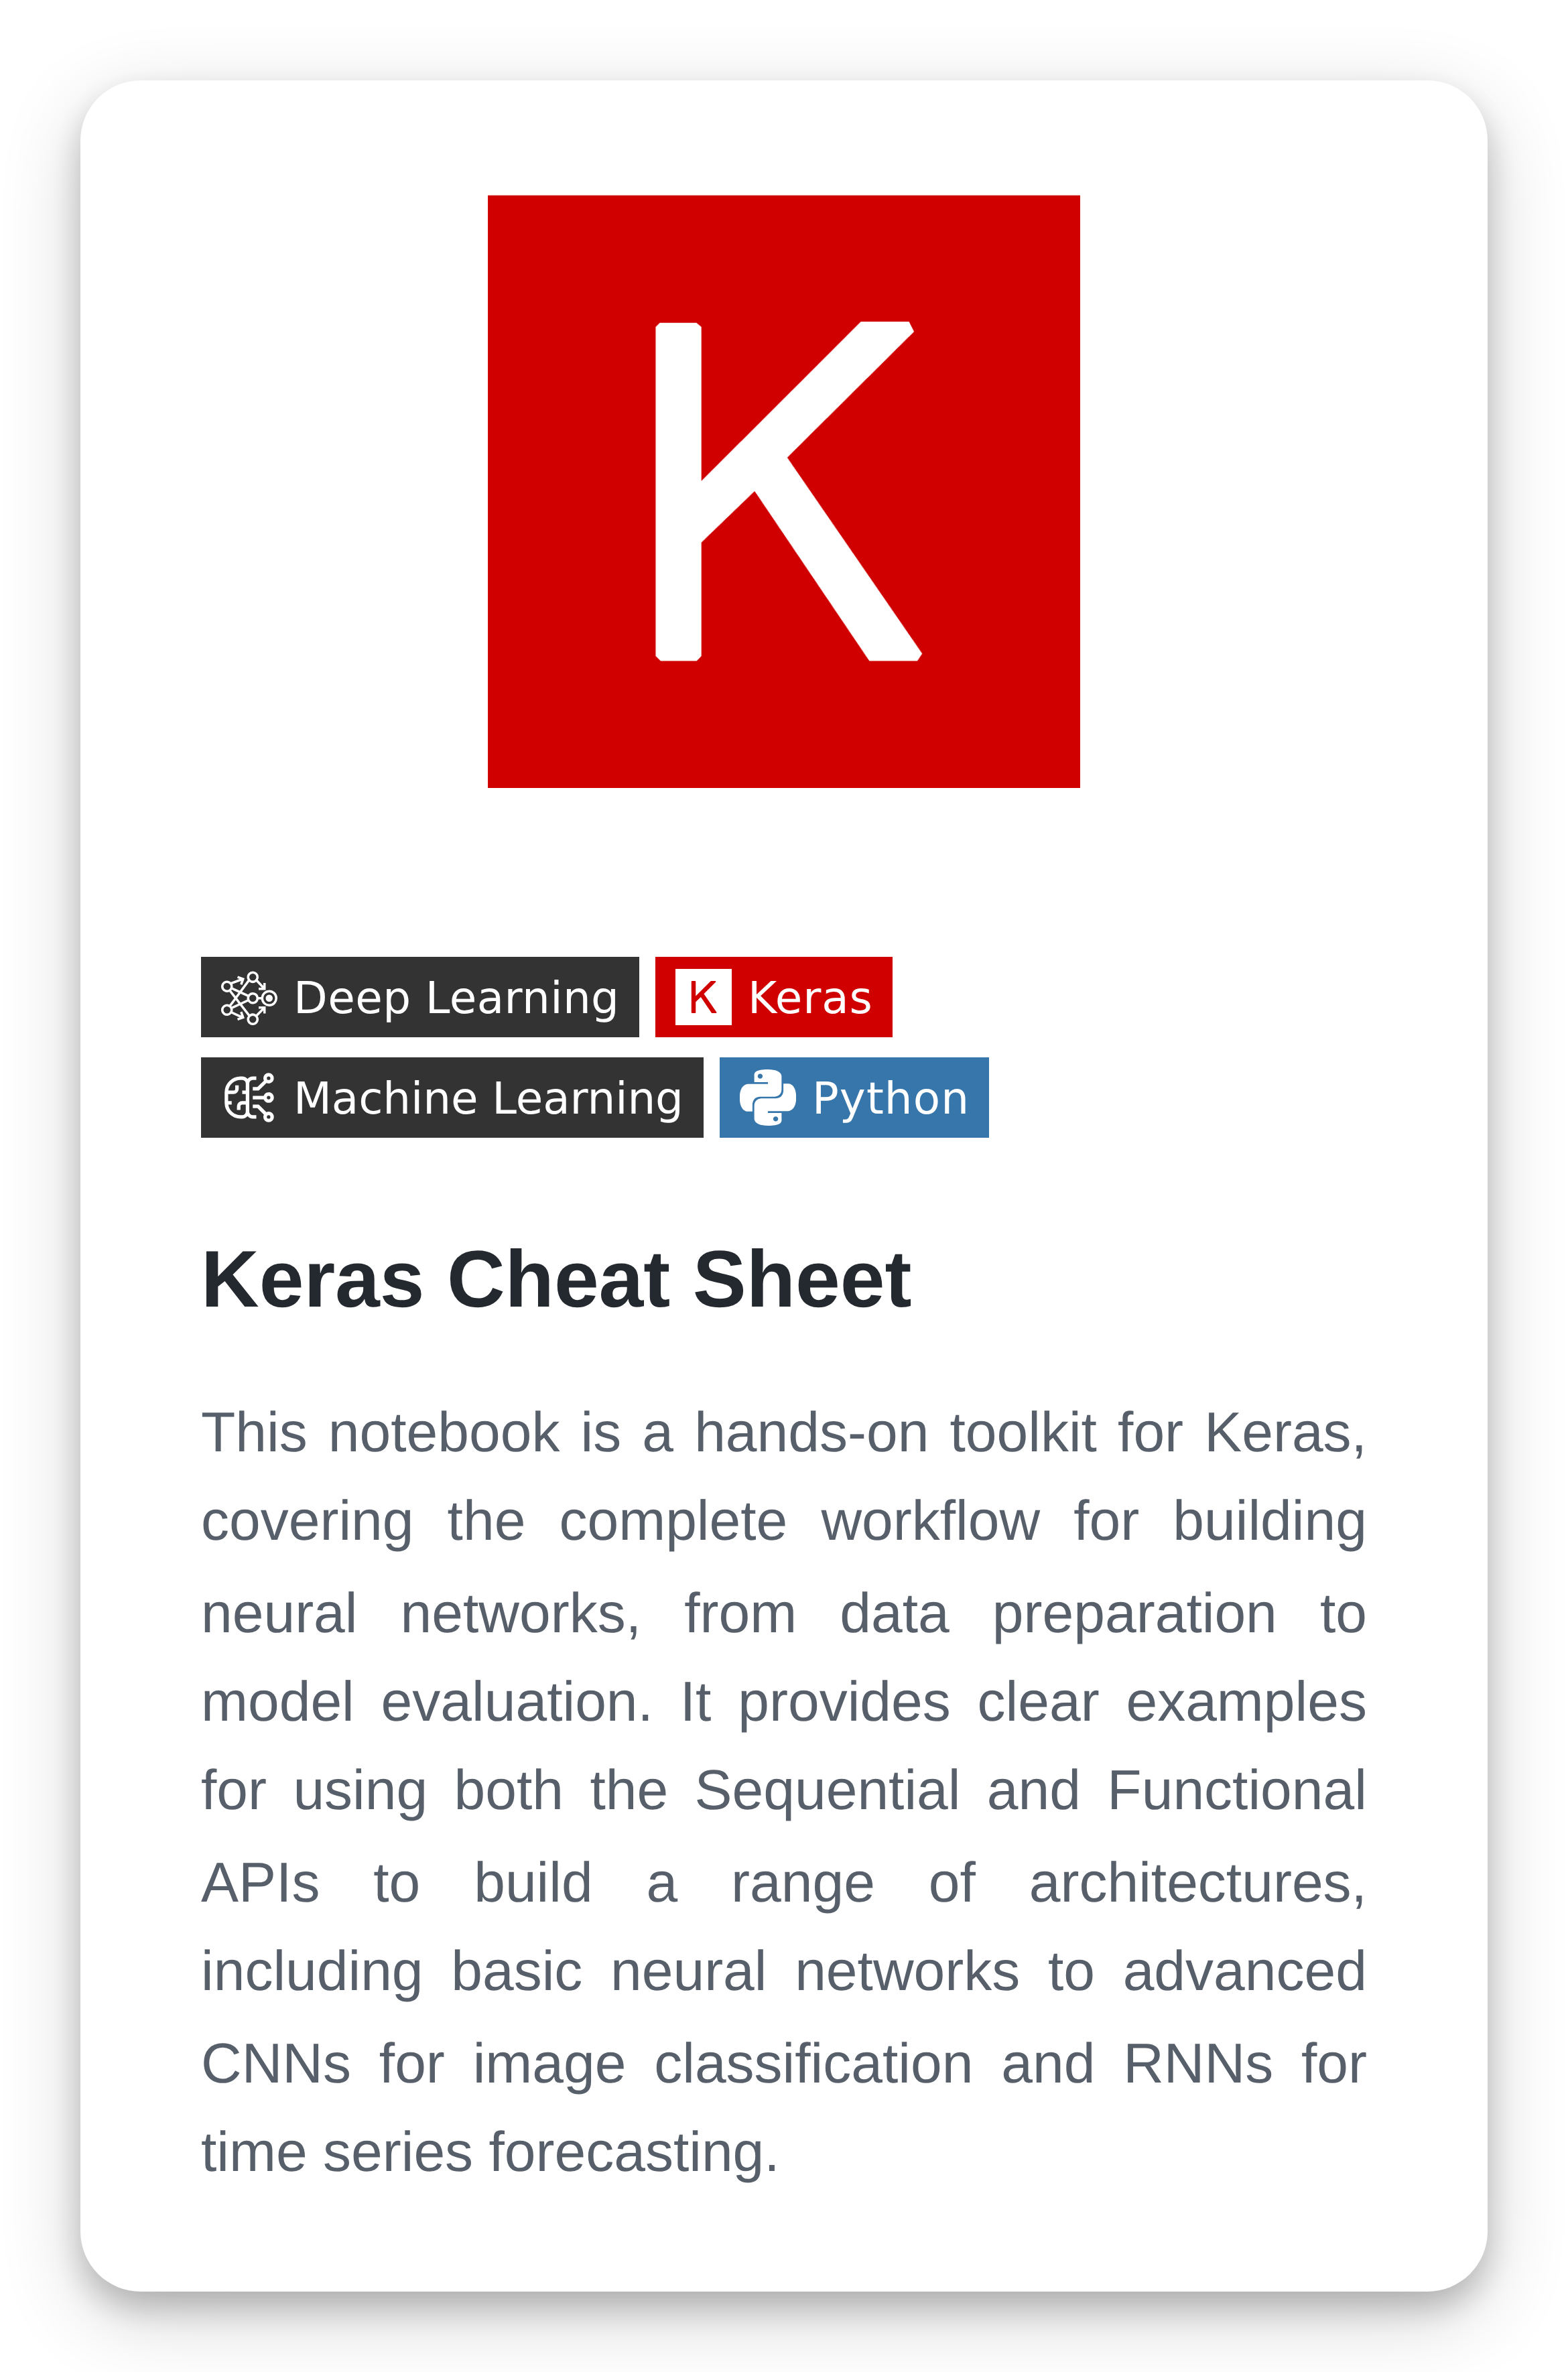 K
Deep Learning K Keras
Machine Learning Python
Keras Cheat Sheet
This notebook is a hands-on toolkit for Keras,
covering the complete workflow for building
neural networks, from data preparation to
model evaluation. It provides clear examples
for using both the Sequential and Functional
APIs to build a range of architectures,
including basic neural networks to advanced
CNNs for image classification and RNNs for
time series forecasting.